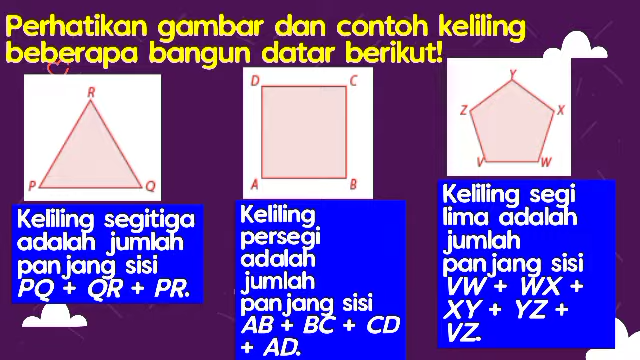 Perhatikan gambar dan contoh keliling
beberapa bangun datar berikut!
R
P
Q
Keliling segitiga
adalah jumlah
panjang sisi
PQ + QR + PR.
D
C
A
B
Keliling
persegi
adalah
jumlah
panjang sisi
AB + BC + CD
+ AD.
Y
Z
X
V
W
Keliling segi
lima adalah
jumlah
panjang sisi
VW + WX +
XY + YZ +
VZ.